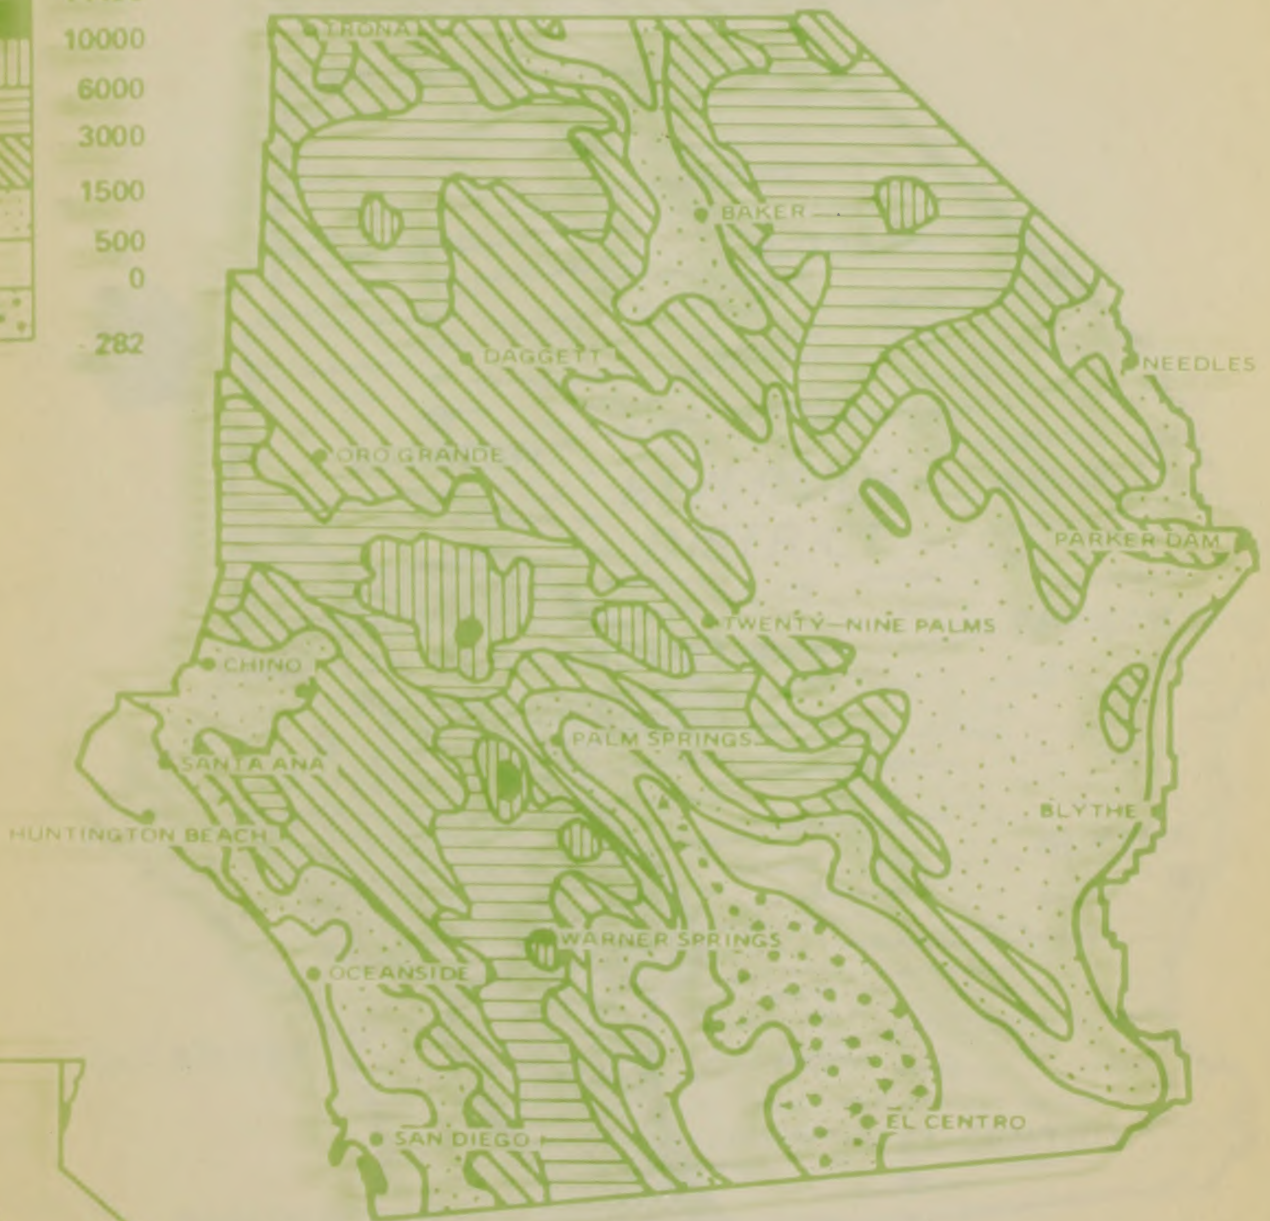 10000
6000
3000
1500
500
0
- 282
TRONA
BAKER
DAGGETT
NEEDLES
ORO GRANDE
PARKER DAM
TWENTY-NINE PALMS
CHINO
PALM SPRINGS
SANTA ANA
BLYTHE
HUNTINGTON BEACH
WARNER SPRINGS
OCEANSIDE
EL CENTRO
SAN DIEGO